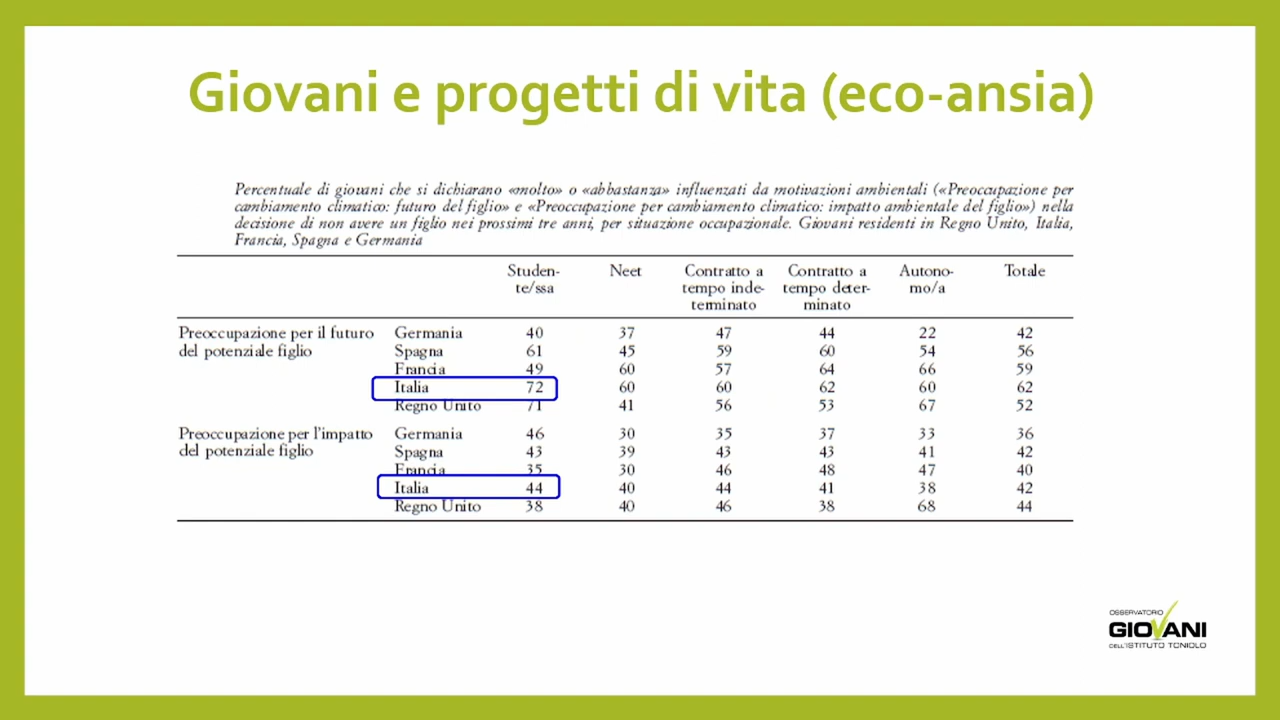 Giovani e progetti di vita (eco-ansia)
Percentuale di giovani che si dichiarano «molto» o «abbastanza» influenzati da motivazioni ambientali («Preoccupazione per
cambiamento climatico: futuro del figlio» e «Preoccupazione per cambiamento climatico: impatto ambientale del figlio») nella
decisione di non avere un figlio nei prossimi tre anni, per situazione occupazionale. Giovani residenti in Regno Unito, Italia,
Francia, Spagna e Germania
Studen-te/ssa Neet Contratto a tempo inde-terminato Contratto a tempo deter-minato Autono-mo/a Totale
Preoccupazione per il futuro Germania 40 37 47 44 22 42
del potenziale figlio Spagna 61 45 59 60 54 56
Francia 49 60 57 64 66 59
Italia 72 60 60 62 60 62
Regno Unito 71 41 56 53 67 52
Preoccupazione per l'impatto Germania 46 30 35 37 33 36
del potenziale figlio Spagna 43 39 43 43 41 42
Francia 35 30 46 48 47 40
Italia 44 40 44 41 38 42
Regno Unito 38 40 46 38 68 44
OSSERVATORIO
GIOVANI
DELL'ISTITUTO TONIOLO